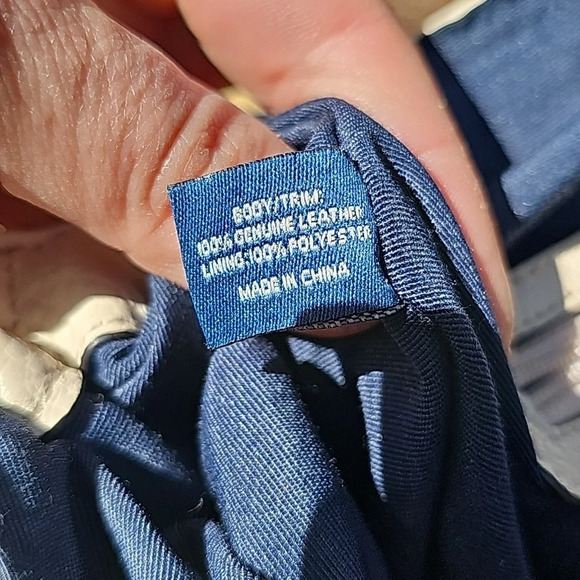 BODY/TRIM:
100% GENUINE LEATHER
LINING:100% POLYESTER
MADE IN CHINA